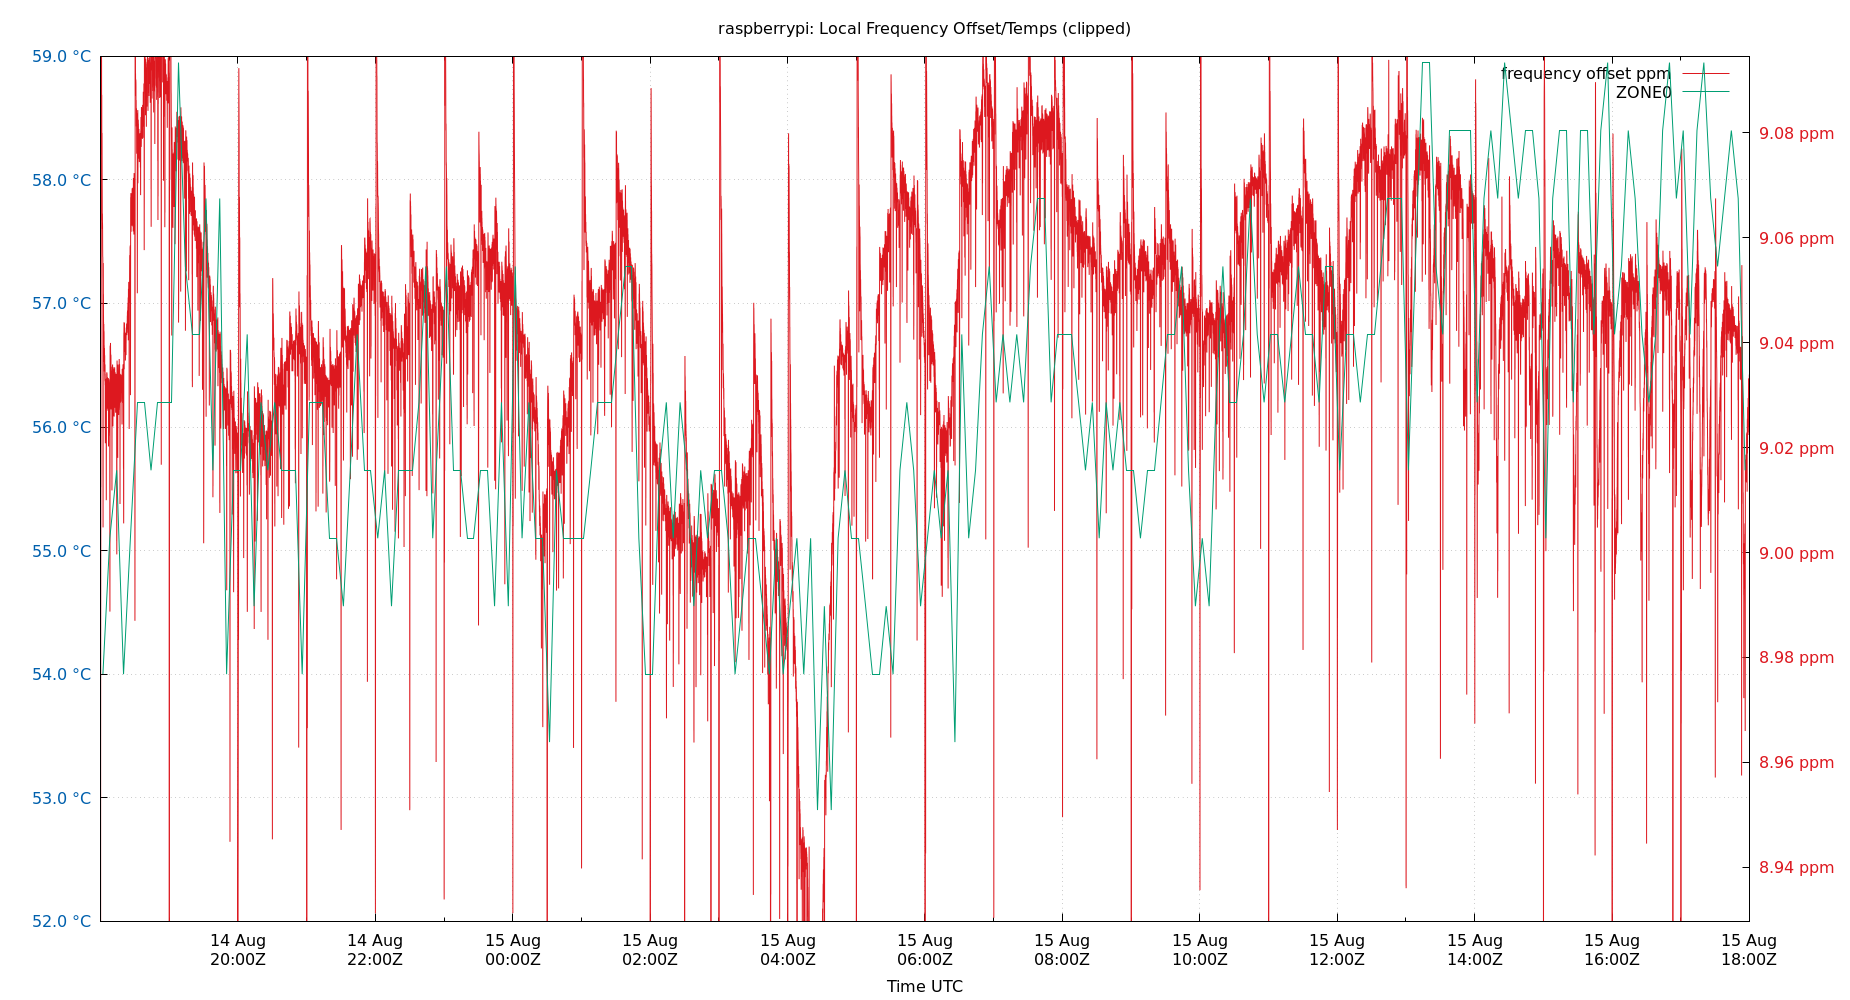 raspberrypi: Local Frequency Offset/Temps (clipped)
59.0 °C
58.0 °C
57.0 °C
56.0 °C
55.0 °C
54.0 °C
53.0 °C
52.0 °C
frequency offset ppm
ZONE0
9.08 ppm
9.06 ppm
9.04 ppm
9.02 ppm
9.00 ppm
8.98 ppm
8.96 ppm
8.94 ppm
14 Aug
20:00Z
14 Aug
22:00Z
15 Aug
00:00Z
15 Aug
02:00Z
15 Aug
04:00Z
15 Aug
06:00Z
15 Aug
08:00Z
15 Aug
10:00Z
15 Aug
12:00Z
15 Aug
14:00Z
15 Aug
16:00Z
15 Aug
18:00Z
Time UTC